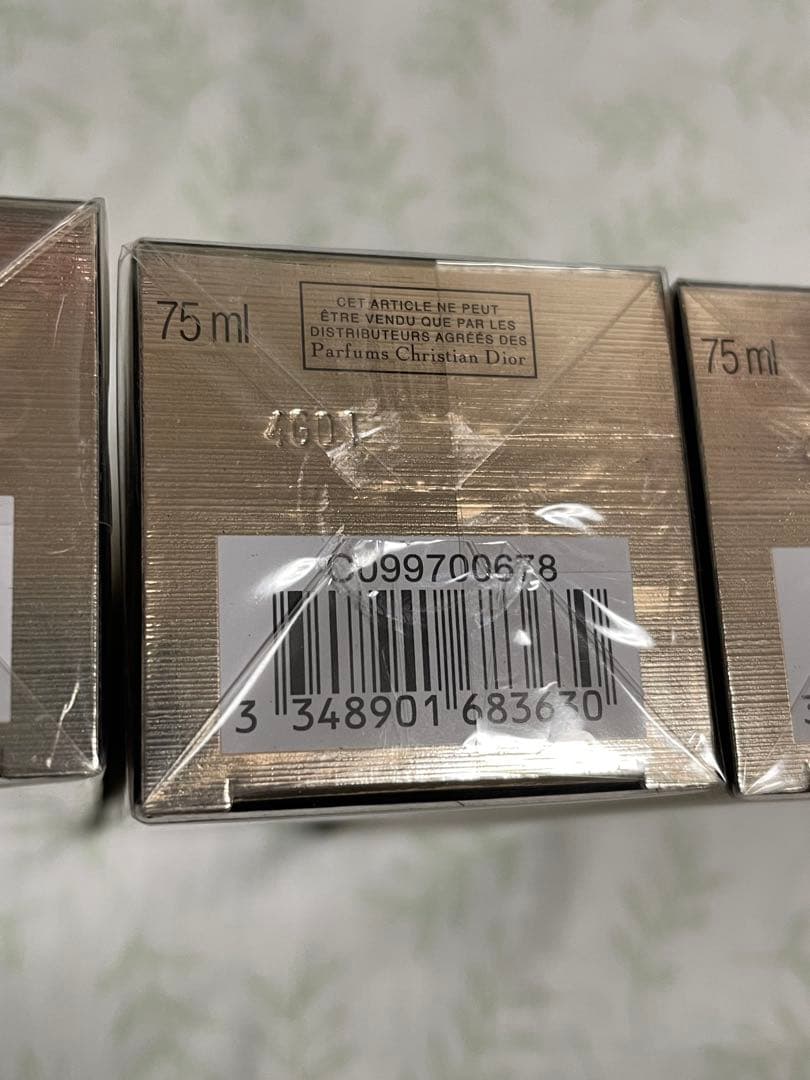 75 ml
CET ARTICLE NE PEUT
ÊTRE VENDU QUE PAR LES
DISTRIBUTEURS AGRÉÉS DES
Parfums Christian Dior
4G01
C099700678
3 348901 683630
75 ml
3